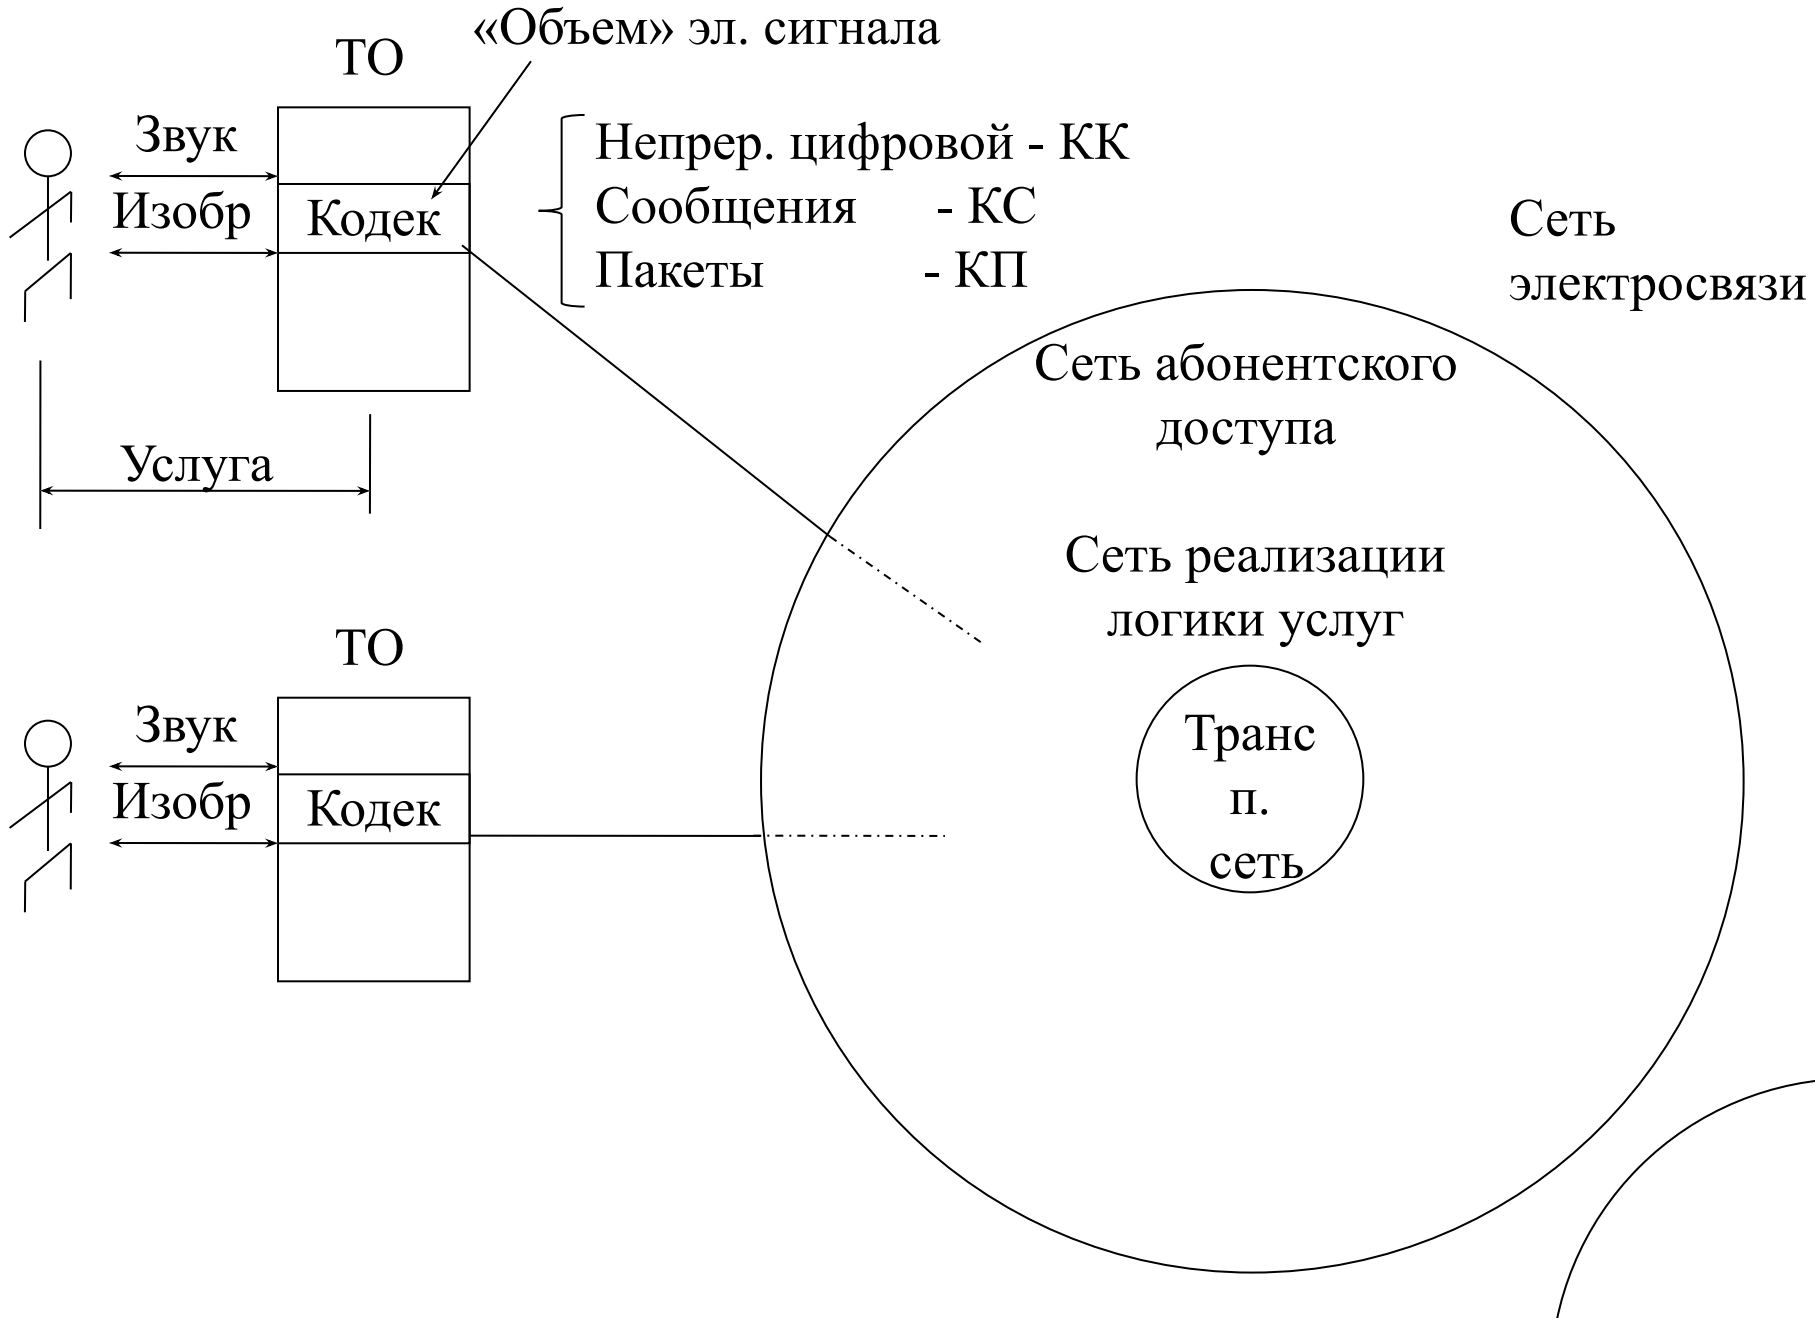 «Объем» эл. сигнала
ТО
Звук
Изобр
Кодек
Непрер. цифровой - КК
Сообщения - КС
Пакеты - КП
Услуга
Сеть
электросвязи
Сеть абонентского
доступа
Сеть реализации
логики услуг
Транс
п.
сеть
ТО
Звук
Изобр
Кодек